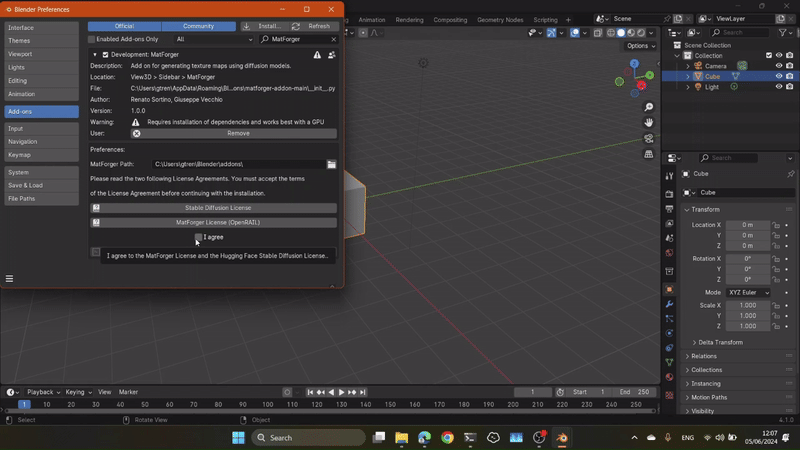 Blender Preferences
Interface
Themes
Viewport
Lights
Editing
Animation
Add-ons
Input
Navigation
Keymap
System
Save & Load
File Paths
Official
Community
Install...
Refresh
Enabled Add-ons Only
All
MatForger
Development: MatForger
Description: Add on for generating texture maps using diffusion models.
Location: View3D > Sidebar > MatForger
File: C:\Users\gtren\AppData\Roaming\Bl...ons\matforger-addon-main\__init__.py
Author: Renato Sortino, Giuseppe Vecchio
Version: 1.0.0
Warning: Requires installation of dependencies and works best with a GPU
User: Remove
Preferences:
MatForger Path: C:\Users\gtren\Blender\addons\
Please read the two following License Agreements. You must accept the terms
of the License Agreement before continuing with the installation.
Stable Diffusion License
MatForger License (OpenRAIL)
I agree
I agree to the MatForger License and the Hugging Face Stable Diffusion License..
Animation
Rendering
Compositing
Geometry Nodes
Scripting
Scene
ViewLayer
Options
Z
Y
Search
Scene Collection
Collection
Camera
Cube
Light
Search
Cube
Cube
Transform
Location X 0 m
Y 0 m
Z 0 m
Rotation X 0°
Y 0°
Z 0°
Mode XYZ Euler
Scale X 1.000
Y 1.000
Z 1.000
Delta Transform
Relations
Collections
Instancing
Motion Paths
Visibility
Playback
Keying
View
Marker
1
Start 1
End 250
1 10 20 30 40 50 60 70 80 90 100 110 120 130 140 150 160 170 180 190 200 210 220 230 240 250
Select
Rotate View
Object
4.1.0
Search
ENG
12:07
05/06/2024